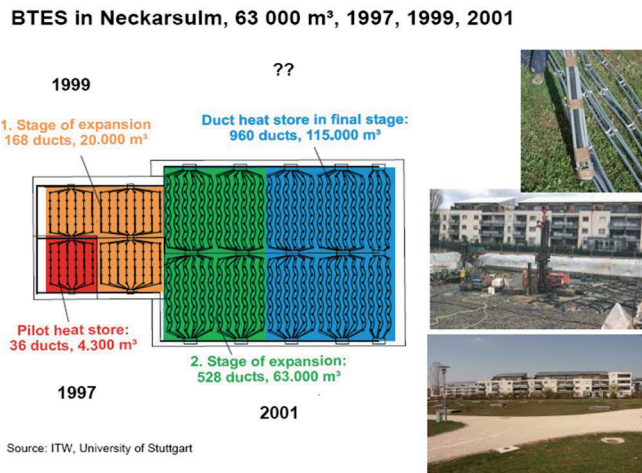 BTES in Neckarsulm, 63 000 m³, 1997, 1999, 2001
??
1999
1. Stage of expansion
168 ducts, 20.000 m³
Duct heat store in final stage:
960 ducts, 115.000 m³
Pilot heat store:
36 ducts, 4.300 m³
2. Stage of expansion:
528 ducts, 63.000 m³
1997
2001
Source: ITW, University of Stuttgart